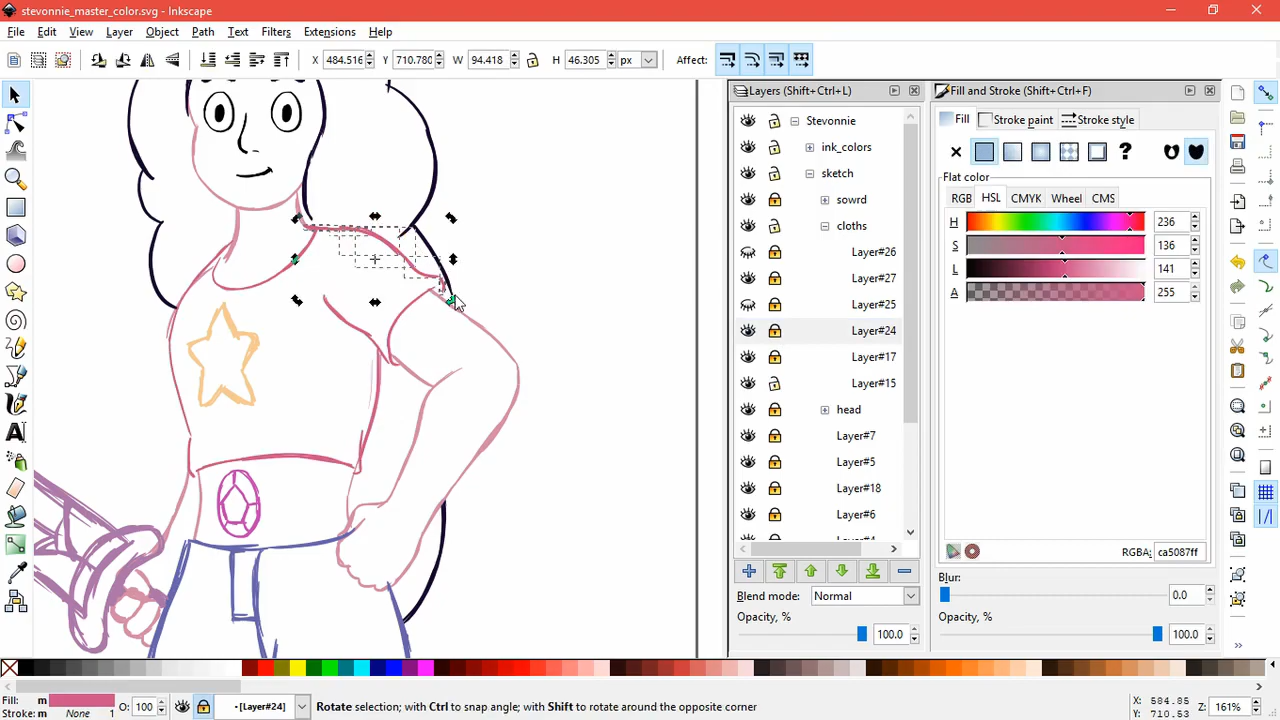 stevonnie_master_color.svg - Inkscape
File Edit View Layer Object Path Text Filters Extensions Help
X 484.516 Y 710.780 W 94.418 H 46.305 px Affect:
Layers (Shift+Ctrl+L)
Fill and Stroke (Shift+Ctrl+F)
Stevonnie
ink_colors
sketch
sowrd
cloths
Layer#26
Layer#27
Layer#25
Layer#24
Layer#17
Layer#15
head
Layer#7
Layer#5
Layer#18
Layer#6
Blend mode: Normal
Opacity, %
100.0
Fill Stroke paint Stroke style
Flat color
RGB HSL CMYK Wheel CMS
H 236
S 136
L 141
A 255
RGBA: ca5087ff
Blur:
0.0
Opacity, %
100.0
Fill: m O: 100 [Layer#24] Rotate selection; with Ctrl to snap angle; with Shift to rotate around the opposite corner
Stroke: m None 1
X: 584.85
Y: 710.53
Z: 161%